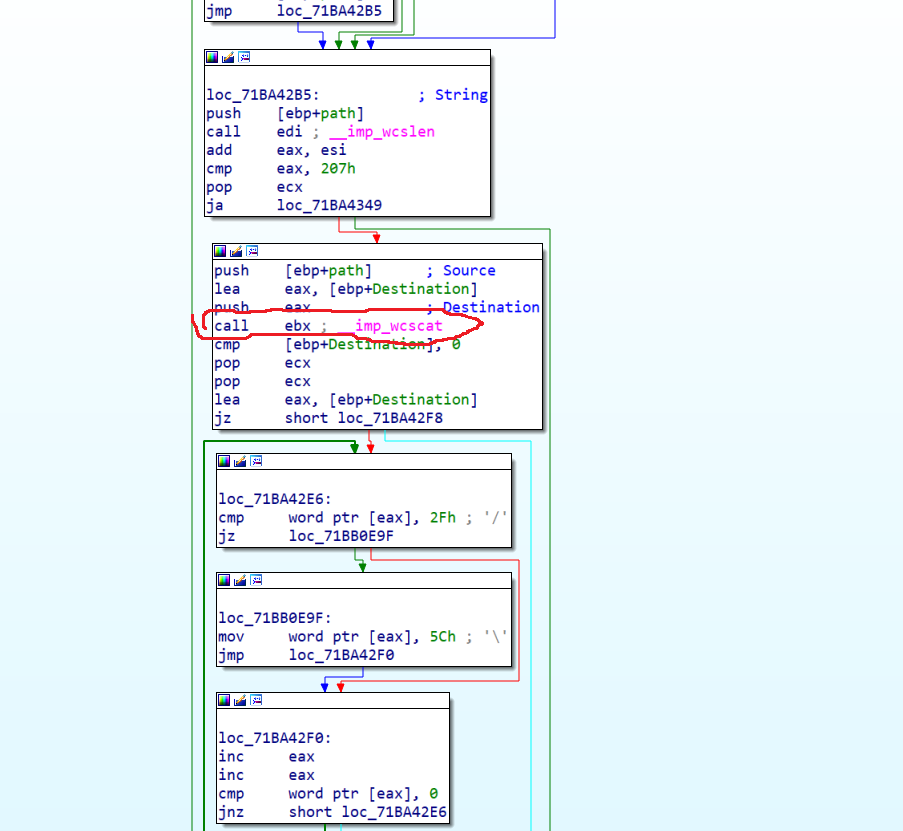 jmp loc_71BA42B5
loc_71BA42B5: ; String
push [ebp+path]
call edi ; __imp_wcslen
add eax, esi
cmp eax, 207h
pop ecx
ja loc_71BA4349
push [ebp+path] ; Source
lea eax, [ebp+Destination]
push eax ; Destination
call ebx ; __imp_wcscat
cmp [ebp+Destination], 0
pop ecx
pop ecx
lea eax, [ebp+Destination]
jz short loc_71BA42F8
loc_71BA42E6:
cmp word ptr [eax], 2Fh ; '/'
jz loc_71BB0E9F
loc_71BB0E9F:
mov word ptr [eax], 5Ch ; '\'
jmp loc_71BA42F0
loc_71BA42F0:
inc eax
inc eax
cmp word ptr [eax], 0
jnz short loc_71BA42E6